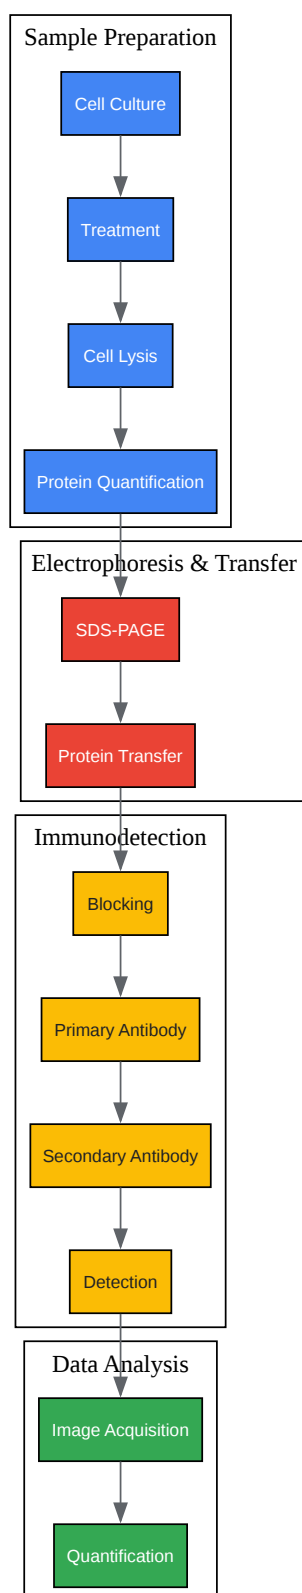 Sample Preparation
Cell Culture
Treatment
Cell Lysis
Protein Quantification
Electrophoresis & Transfer
SDS-PAGE
Protein Transfer
Immunodetection
Blocking
Primary Antibody
Secondary Antibody
Detection
Data Analysis
Image Acquisition
Quantification